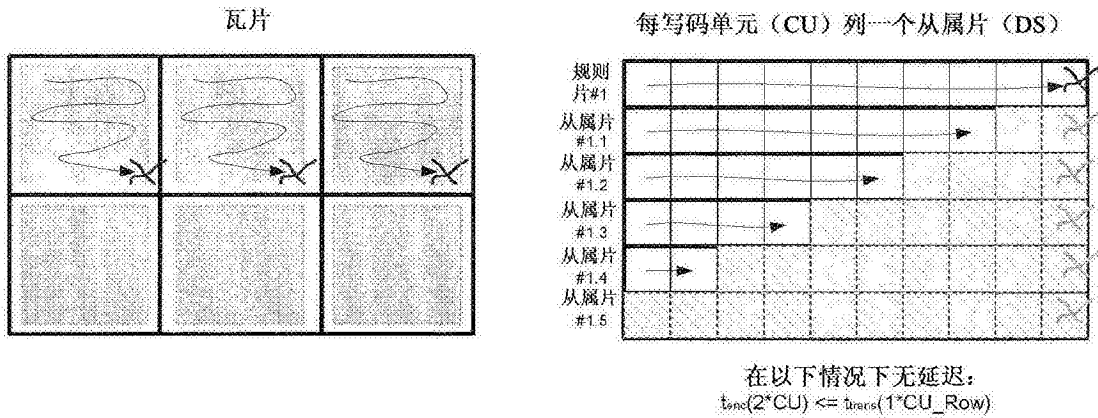 瓦片
每写码单元（CU）列一个从属片（DS）
规则
片#1
从属片
#1.1
从属片
#1.2
从属片
#1.3
从属片
#1.4
从属片
#1.5
在以下情况下无延迟：
tenc(2*CU) <= ttrans(1*CU_Row)